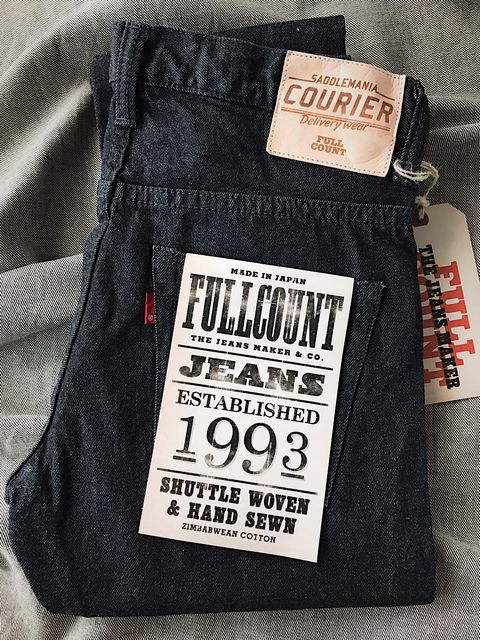 SADDLEMANIA
COURIER
Delivery wear
FULL
COUNT
MADE IN JAPAN
FULLCOUNT
THE JEANS MAKER & CO.
JEANS
ESTABLISHED
1993
SHUTTLE WOVEN
& HAND SEWN
ZIMBABWEAN COTTON
FULL
THE JEANS MAKER